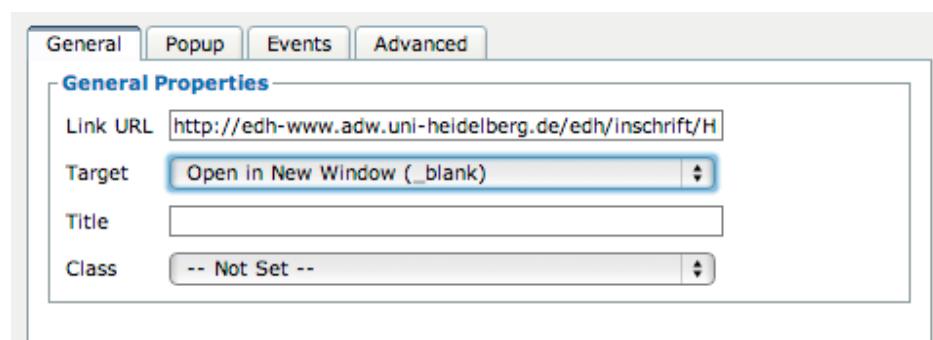 General Popup Events Advanced
General Properties
Link URL http://edh-www.adw.uni-heidelberg.de/edh/inschrift/H
Target Open in New Window (_blank)
Title
Class -- Not Set --